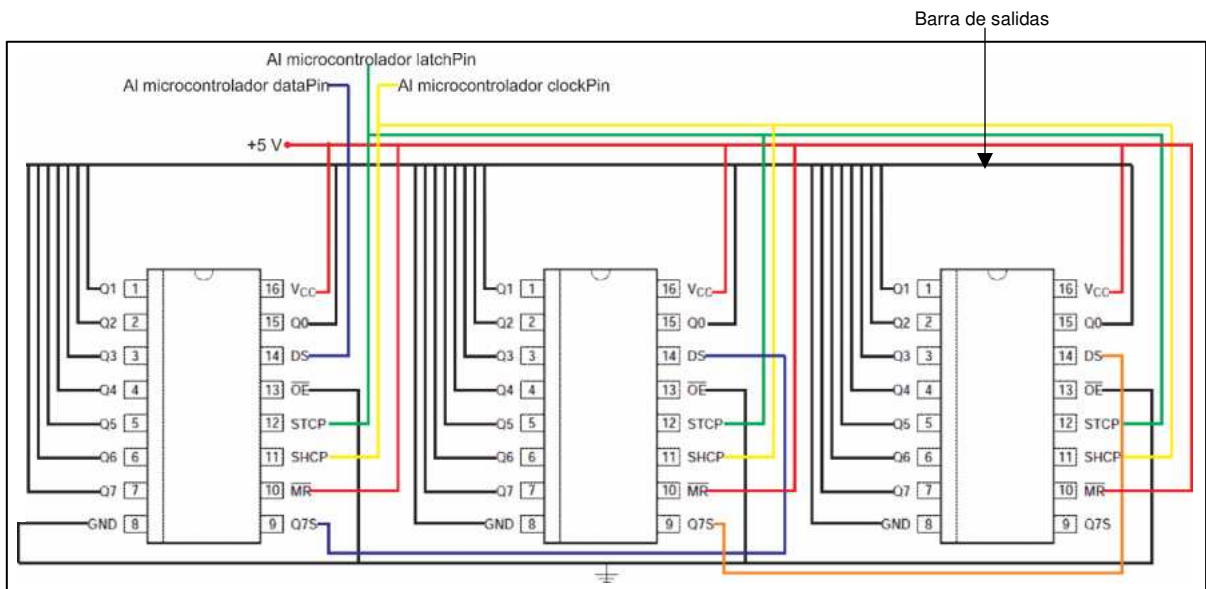 Barra de salidas
Al microcontrolador latchPin
Al microcontrolador dataPin
Al microcontrolador clockPin
+5 V
Q1 1 16 VCC
Q2 2 15 Q0
Q3 3 14 DS
Q4 4 13 OE
Q5 5 12 STCP
Q6 6 11 SHCP
Q7 7 10 MR
GND 8 9 Q7S
Q1 1 16 VCC
Q2 2 15 Q0
Q3 3 14 DS
Q4 4 13 OE
Q5 5 12 STCP
Q6 6 11 SHCP
Q7 7 10 MR
GND 8 9 Q7S
Q1 1 16 VCC
Q2 2 15 Q0
Q3 3 14 DS
Q4 4 13 OE
Q5 5 12 STCP
Q6 6 11 SHCP
Q7 7 10 MR
GND 8 9 Q7S